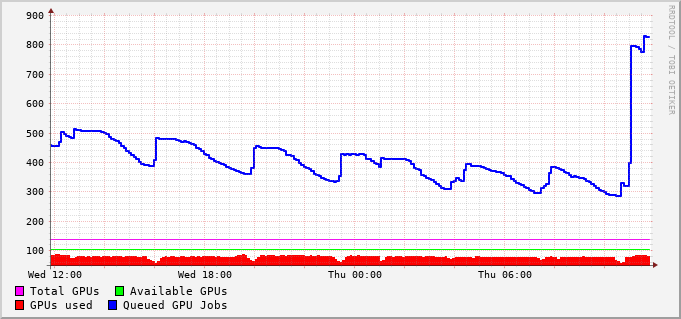 900
800
700
600
500
400
300
200
100
Wed 12:00 Wed 18:00 Thu 00:00 Thu 06:00
Total GPUs Available GPUs
GPUs used Queued GPU Jobs
RRDTOOL / TOBI OETIKER